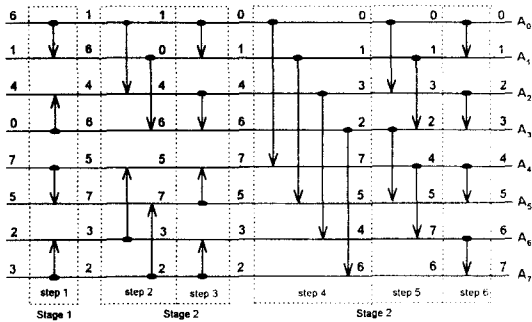 6 1 1 0 0 0 0 A₀
1 6 0 1 1 1 1 A₁
4 4 4 4 3 3 2 A₂
0 6 6 6 2 2 3 A₃
7 5 5 7 7 4 4 A₄
5 7 7 5 5 5 5 A₅
2 3 3 3 4 7 6 A₆
3 2 2 2 6 6 7 A₇
step 1 step 2 step 3 step 4 step 5 step 6
Stage 1 Stage 2 Stage 2